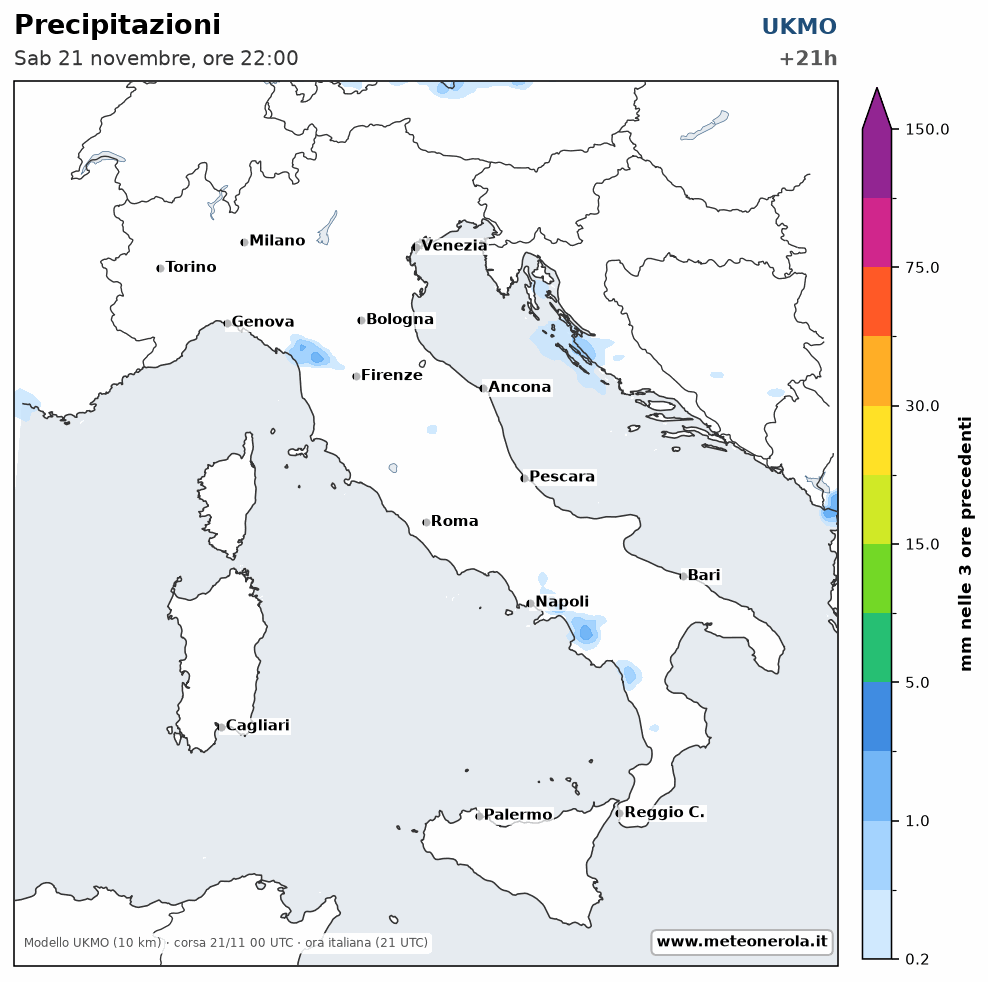 Precipitazioni
UKMO
Sab 21 novembre, ore 22:00
+21h
150.0
75.0
30.0
15.0
5.0
1.0
0.2
mm nelle 3 ore precedenti
Milano
Venezia
Torino
Genova
Bologna
Firenze
Ancona
Pescara
Roma
Bari
Napoli
Cagliari
Palermo
Reggio C.
Modello UKMO (10 km) · corsa 21/11 00 UTC · ora italiana (21 UTC)
www.meteonerola.it